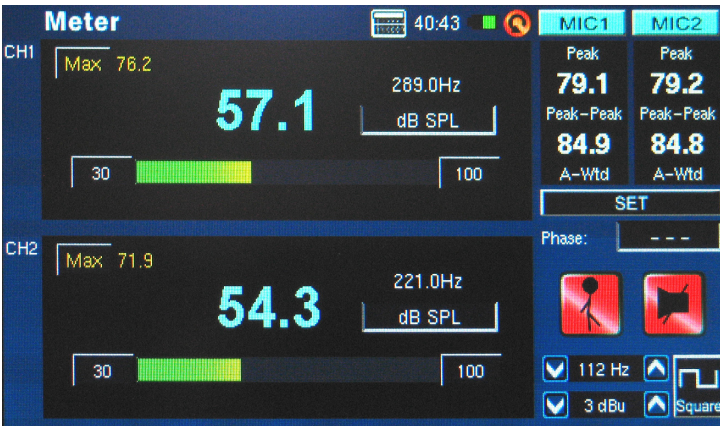 Meter
40:43
MIC1
MIC2
CH1
Max 76.2
57.1
289.0Hz
dB SPL
30
100
Peak
79.1
Peak-Peak
84.9
A-Wtd
Peak
79.2
Peak-Peak
84.8
A-Wtd
SET
CH2
Max 71.9
54.3
221.0Hz
dB SPL
30
100
Phase:
---
112 Hz
3 dBu
Square